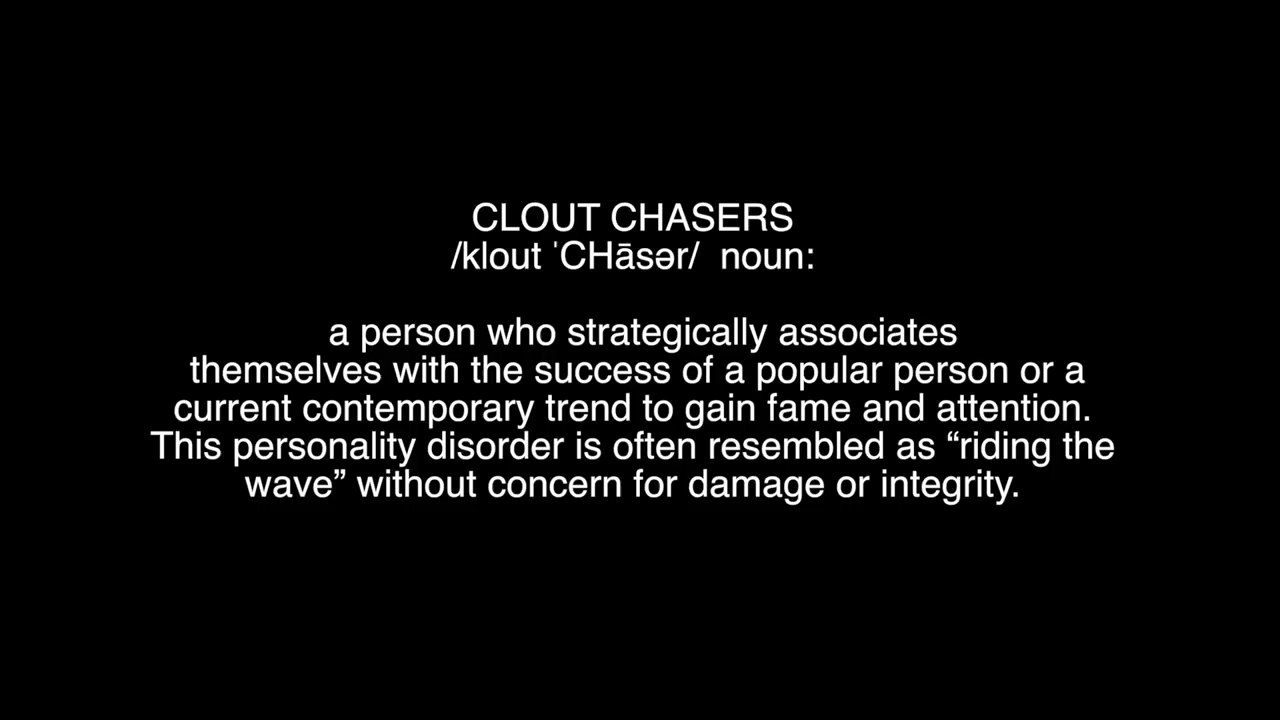 CLOUT CHASERS
/klout ˈCHāsər/  noun:
a person who strategically associates
themselves with the success of a popular person or a
current contemporary trend to gain fame and attention.
This personality disorder is often resembled as “riding the
wave” without concern for damage or integrity.